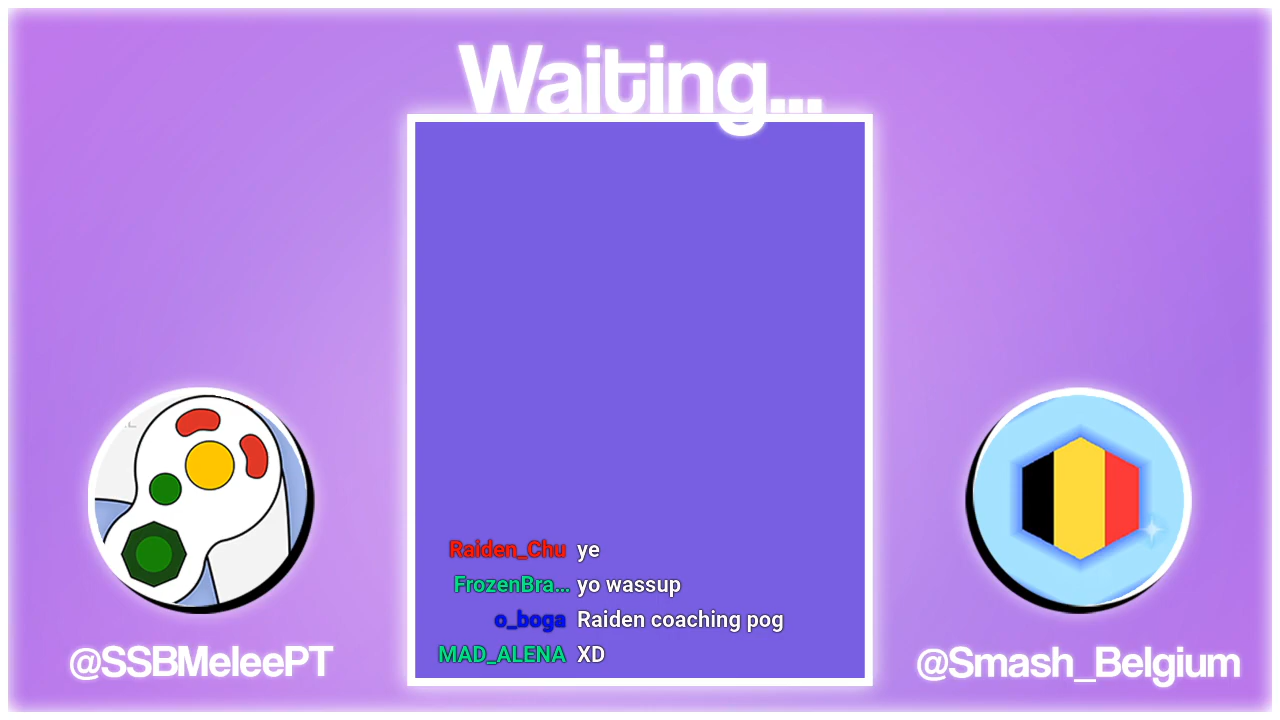 Waiting...
Raiden_Chu ye
FrozenBra... yo wassup
o_boga Raiden coaching pog
MAD_ALENA XD
@SSBMeleePT
@Smash_Belgium